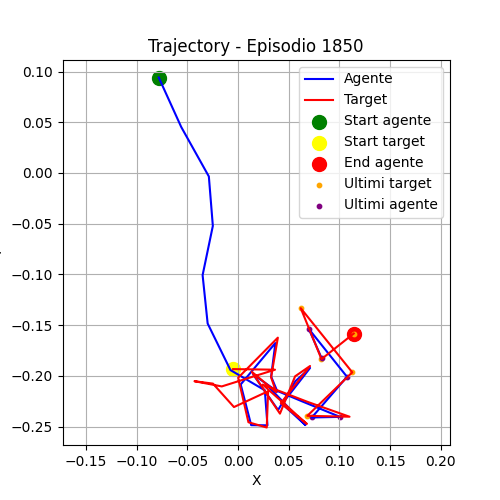 Trajectory - Episodio 1850
Agente
Target
Start agente
Start target
End agente
Ultimi target
Ultimi agente
0.10
0.05
0.00
−0.05
−0.10
−0.15
−0.20
−0.25
−0.15 −0.10 −0.05 0.00 0.05 0.10 0.15 0.20
X